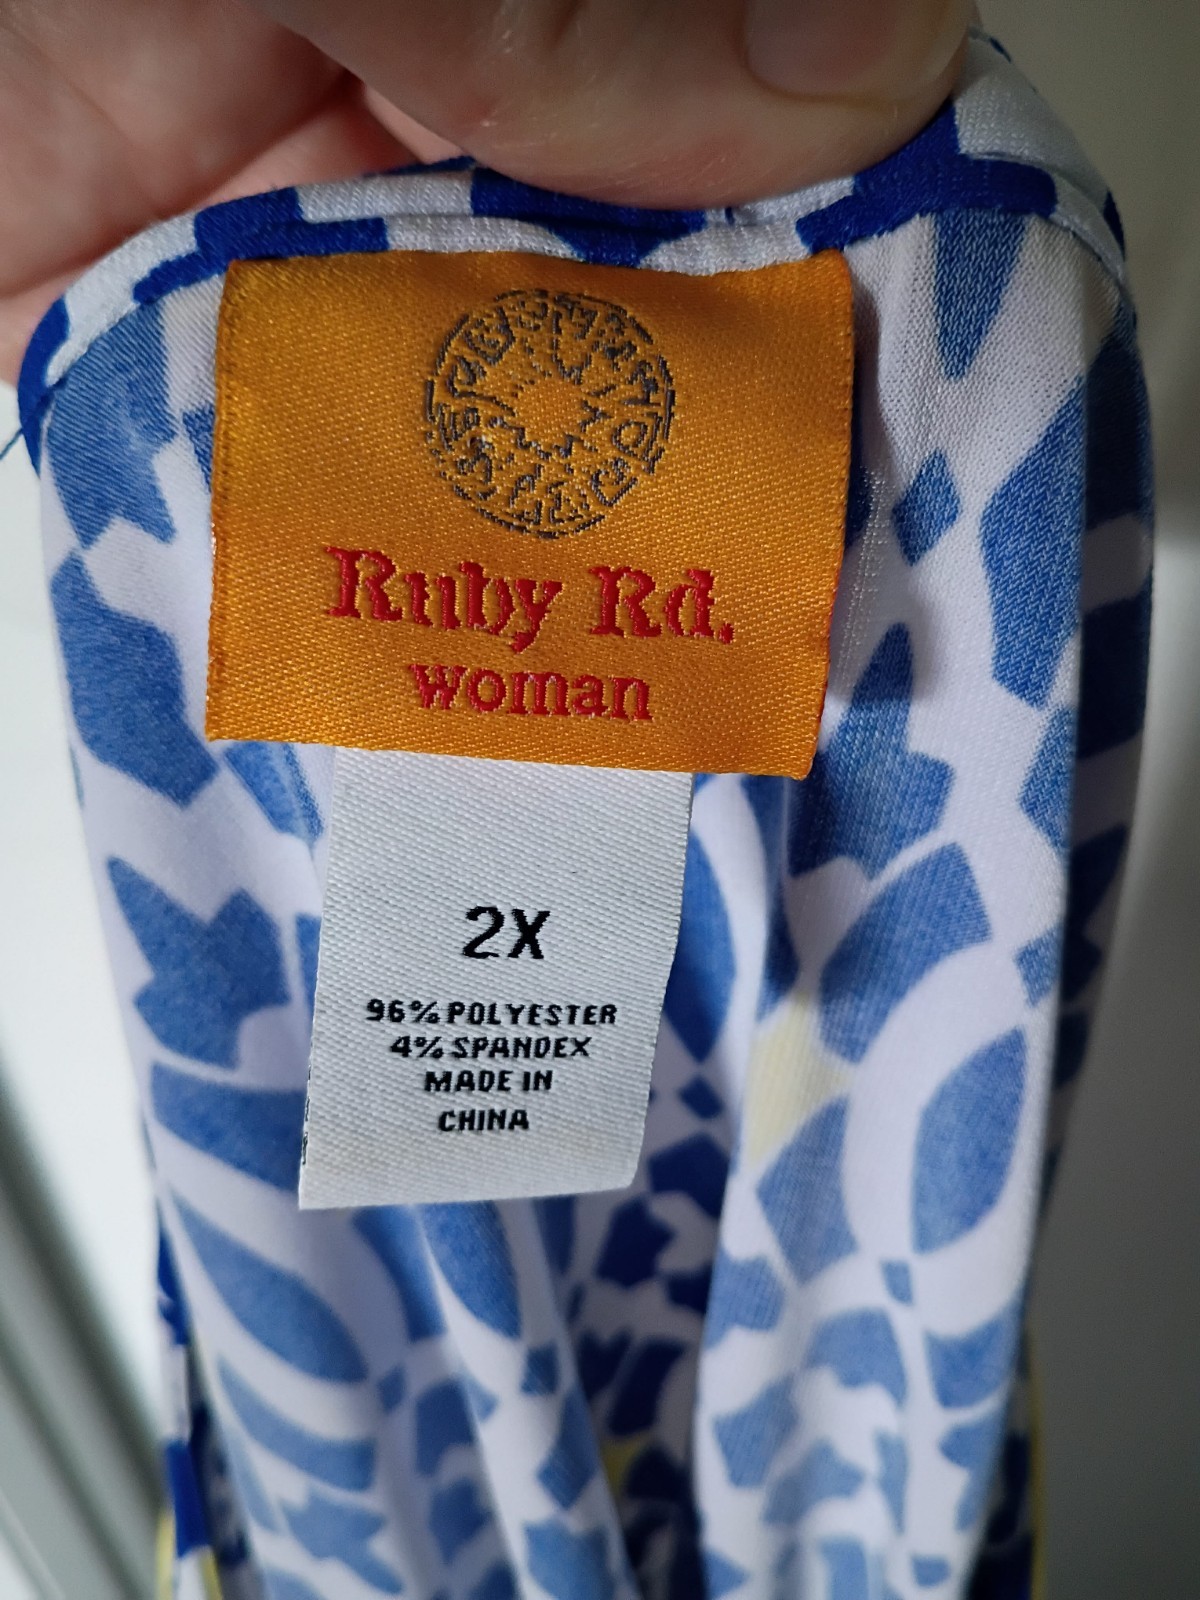 Ruby Rd.
woman
2X
96% POLYESTER
4% SPANDEX
MADE IN
CHINA